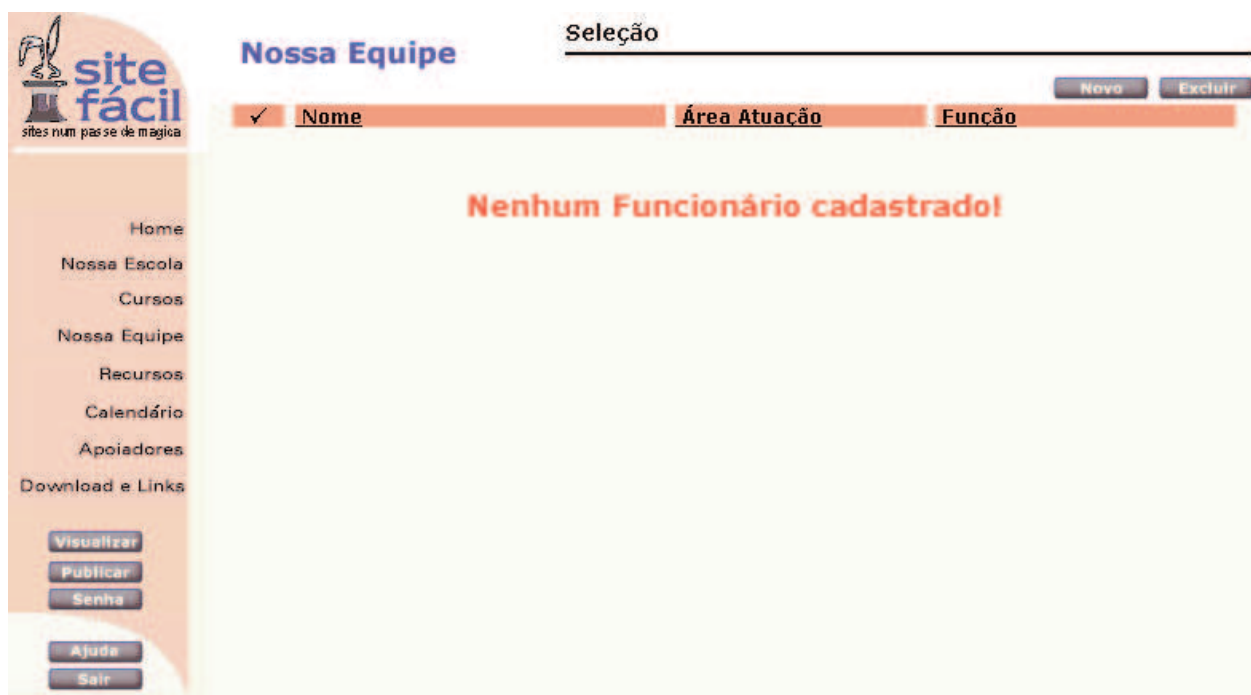 site
fácil
sites num passe de magica
Nossa Equipe
Seleção
Novo Excluir
✓ Nome Área Atuação Função
Nenhum Funcionário cadastrado!
Home
Nossa Escola
Cursos
Nossa Equipe
Recursos
Calendário
Apoiadores
Download e Links
Visualizar
Publicar
Senha
Ajuda
Sair